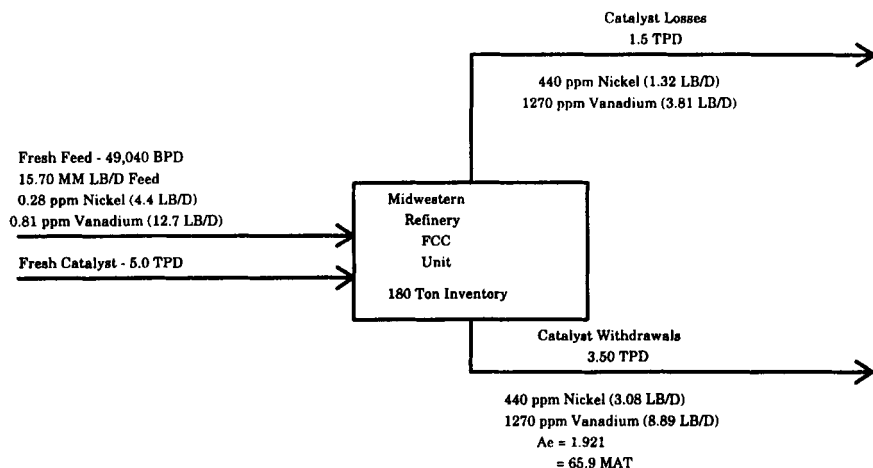 Catalyst Losses
1.5 TPD
440 ppm Nickel (1.32 LB/D)
1270 ppm Vanadium (3.81 LB/D)
Fresh Feed - 49,040 BPD
15.70 MM LB/D Feed
0.28 ppm Nickel (4.4 LB/D)
0.81 ppm Vanadium (12.7 LB/D)
Fresh Catalyst - 5.0 TPD
Midwestern
Refinery
FCC
Unit
180 Ton Inventory
Catalyst Withdrawals
3.50 TPD
440 ppm Nickel (3.08 LB/D)
1270 ppm Vanadium (8.89 LB/D)
Ae = 1.921
= 65.9 MAT